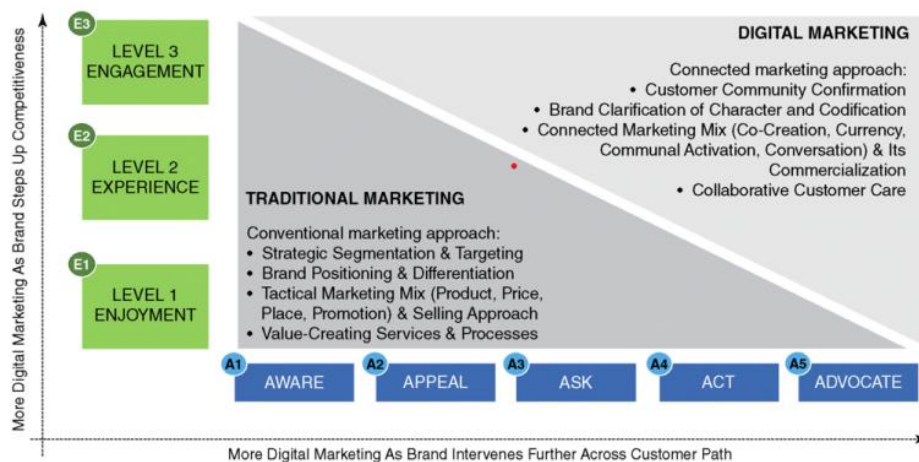 More Digital Marketing As Brand Steps Up Competitiveness
E3
LEVEL 3
ENGAGEMENT
E2
LEVEL 2
EXPERIENCE
E1
LEVEL 1
ENJOYMENT
DIGITAL MARKETING
Connected marketing approach:
• Customer Community Confirmation
• Brand Clarification of Character and Codification
• Connected Marketing Mix (Co-Creation, Currency,
Communal Activation, Conversation) & Its
Commercialization
• Collaborative Customer Care
TRADITIONAL MARKETING
Conventional marketing approach:
• Strategic Segmentation & Targeting
• Brand Positioning & Differentiation
• Tactical Marketing Mix (Product, Price,
Place, Promotion) & Selling Approach
• Value-Creating Services & Processes
A1
AWARE
A2
APPEAL
A3
ASK
A4
ACT
A5
ADVOCATE
More Digital Marketing As Brand Intervenes Further Across Customer Path